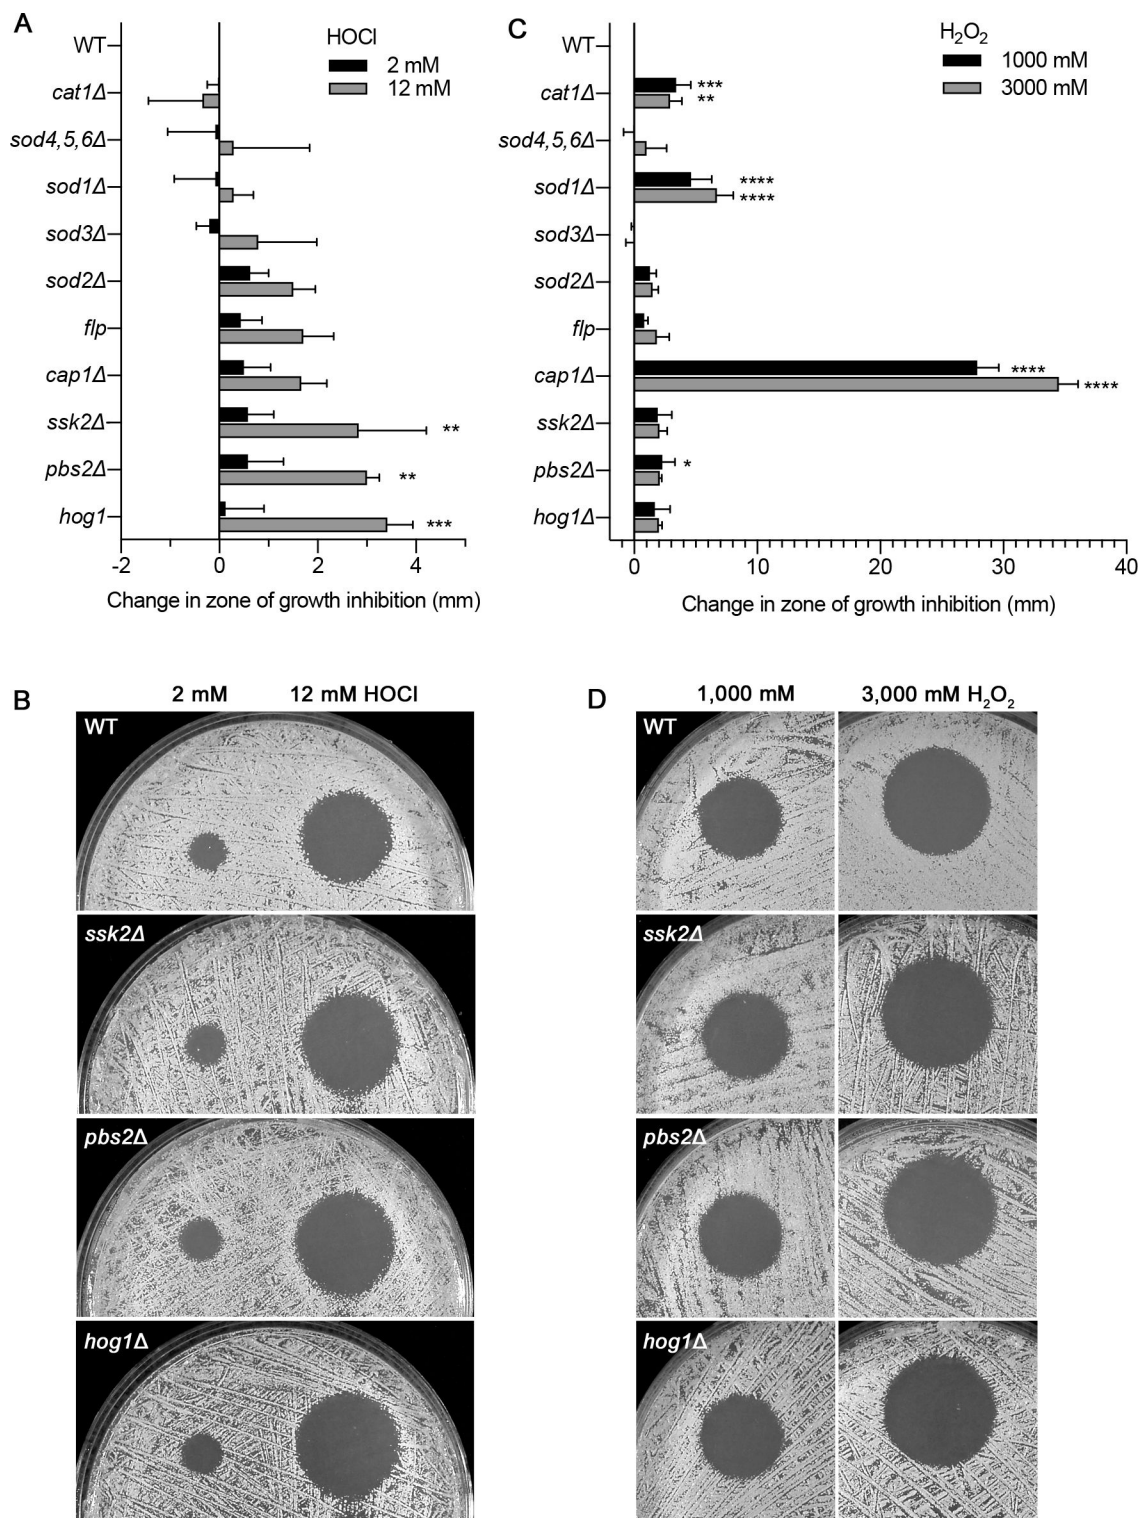 A
HOCl
2 mM
12 mM
WT
cat1Δ
sod4,5,6Δ
sod1Δ
sod3Δ
sod2Δ
flp
cap1Δ
ssk2Δ
**
pbs2Δ
**
hog1
***
-2 0 2 4
Change in zone of growth inhibition (mm)
C
H₂O₂
1000 mM
3000 mM
WT
cat1Δ
***
**
sod4,5,6Δ
sod1Δ
****
****
sod3Δ
sod2Δ
flp
cap1Δ
****
****
ssk2Δ
pbs2Δ
*
hog1Δ
0 10 20 30 40
Change in zone of growth inhibition (mm)
B
2 mM 12 mM HOCl
WT
ssk2Δ
pbs2Δ
hog1Δ
D
1,000 mM 3,000 mM H₂O₂
WT
ssk2Δ
pbs2Δ
hog1Δ